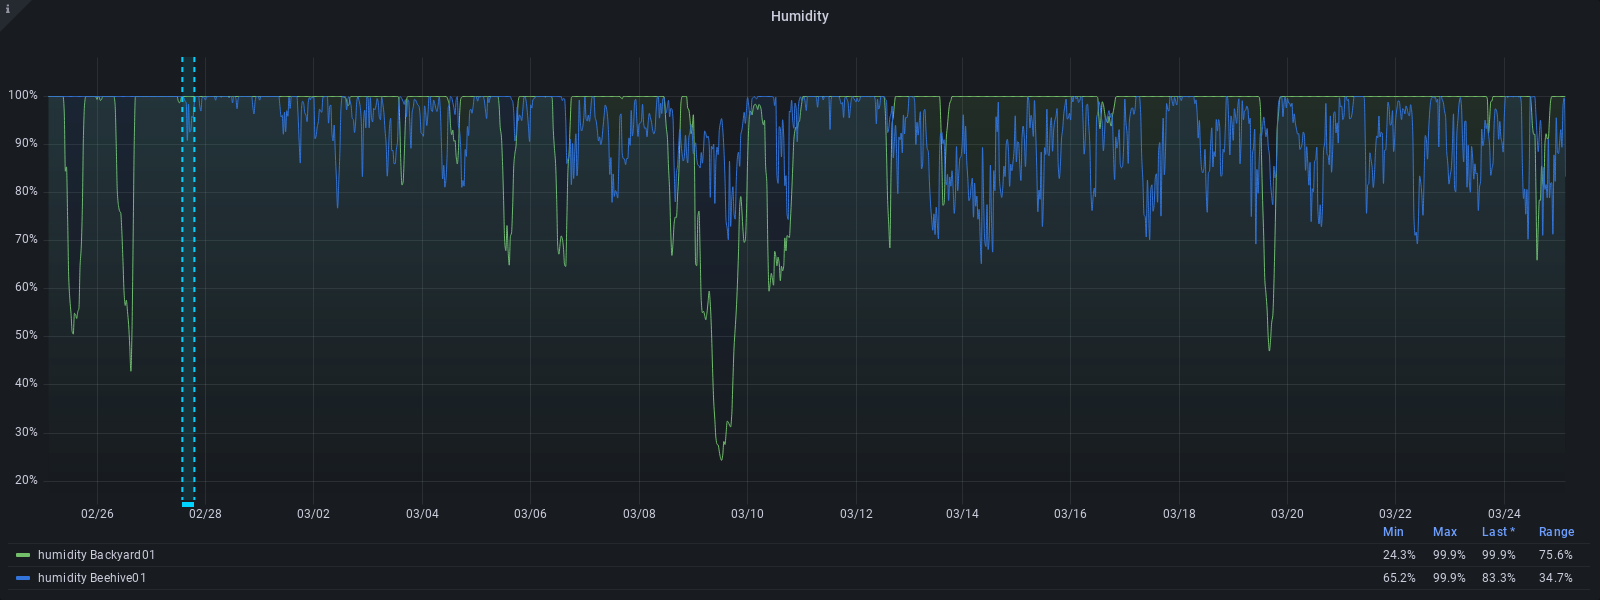 i
Humidity
100%
90%
80%
70%
60%
50%
40%
30%
20%
02/26 02/28 03/02 03/04 03/06 03/08 03/10 03/12 03/14 03/16 03/18 03/20 03/22 03/24
Min Max Last * Range
humidity Backyard01 24.3% 99.9% 99.9% 75.6%
humidity Beehive01 65.2% 99.9% 83.3% 34.7%